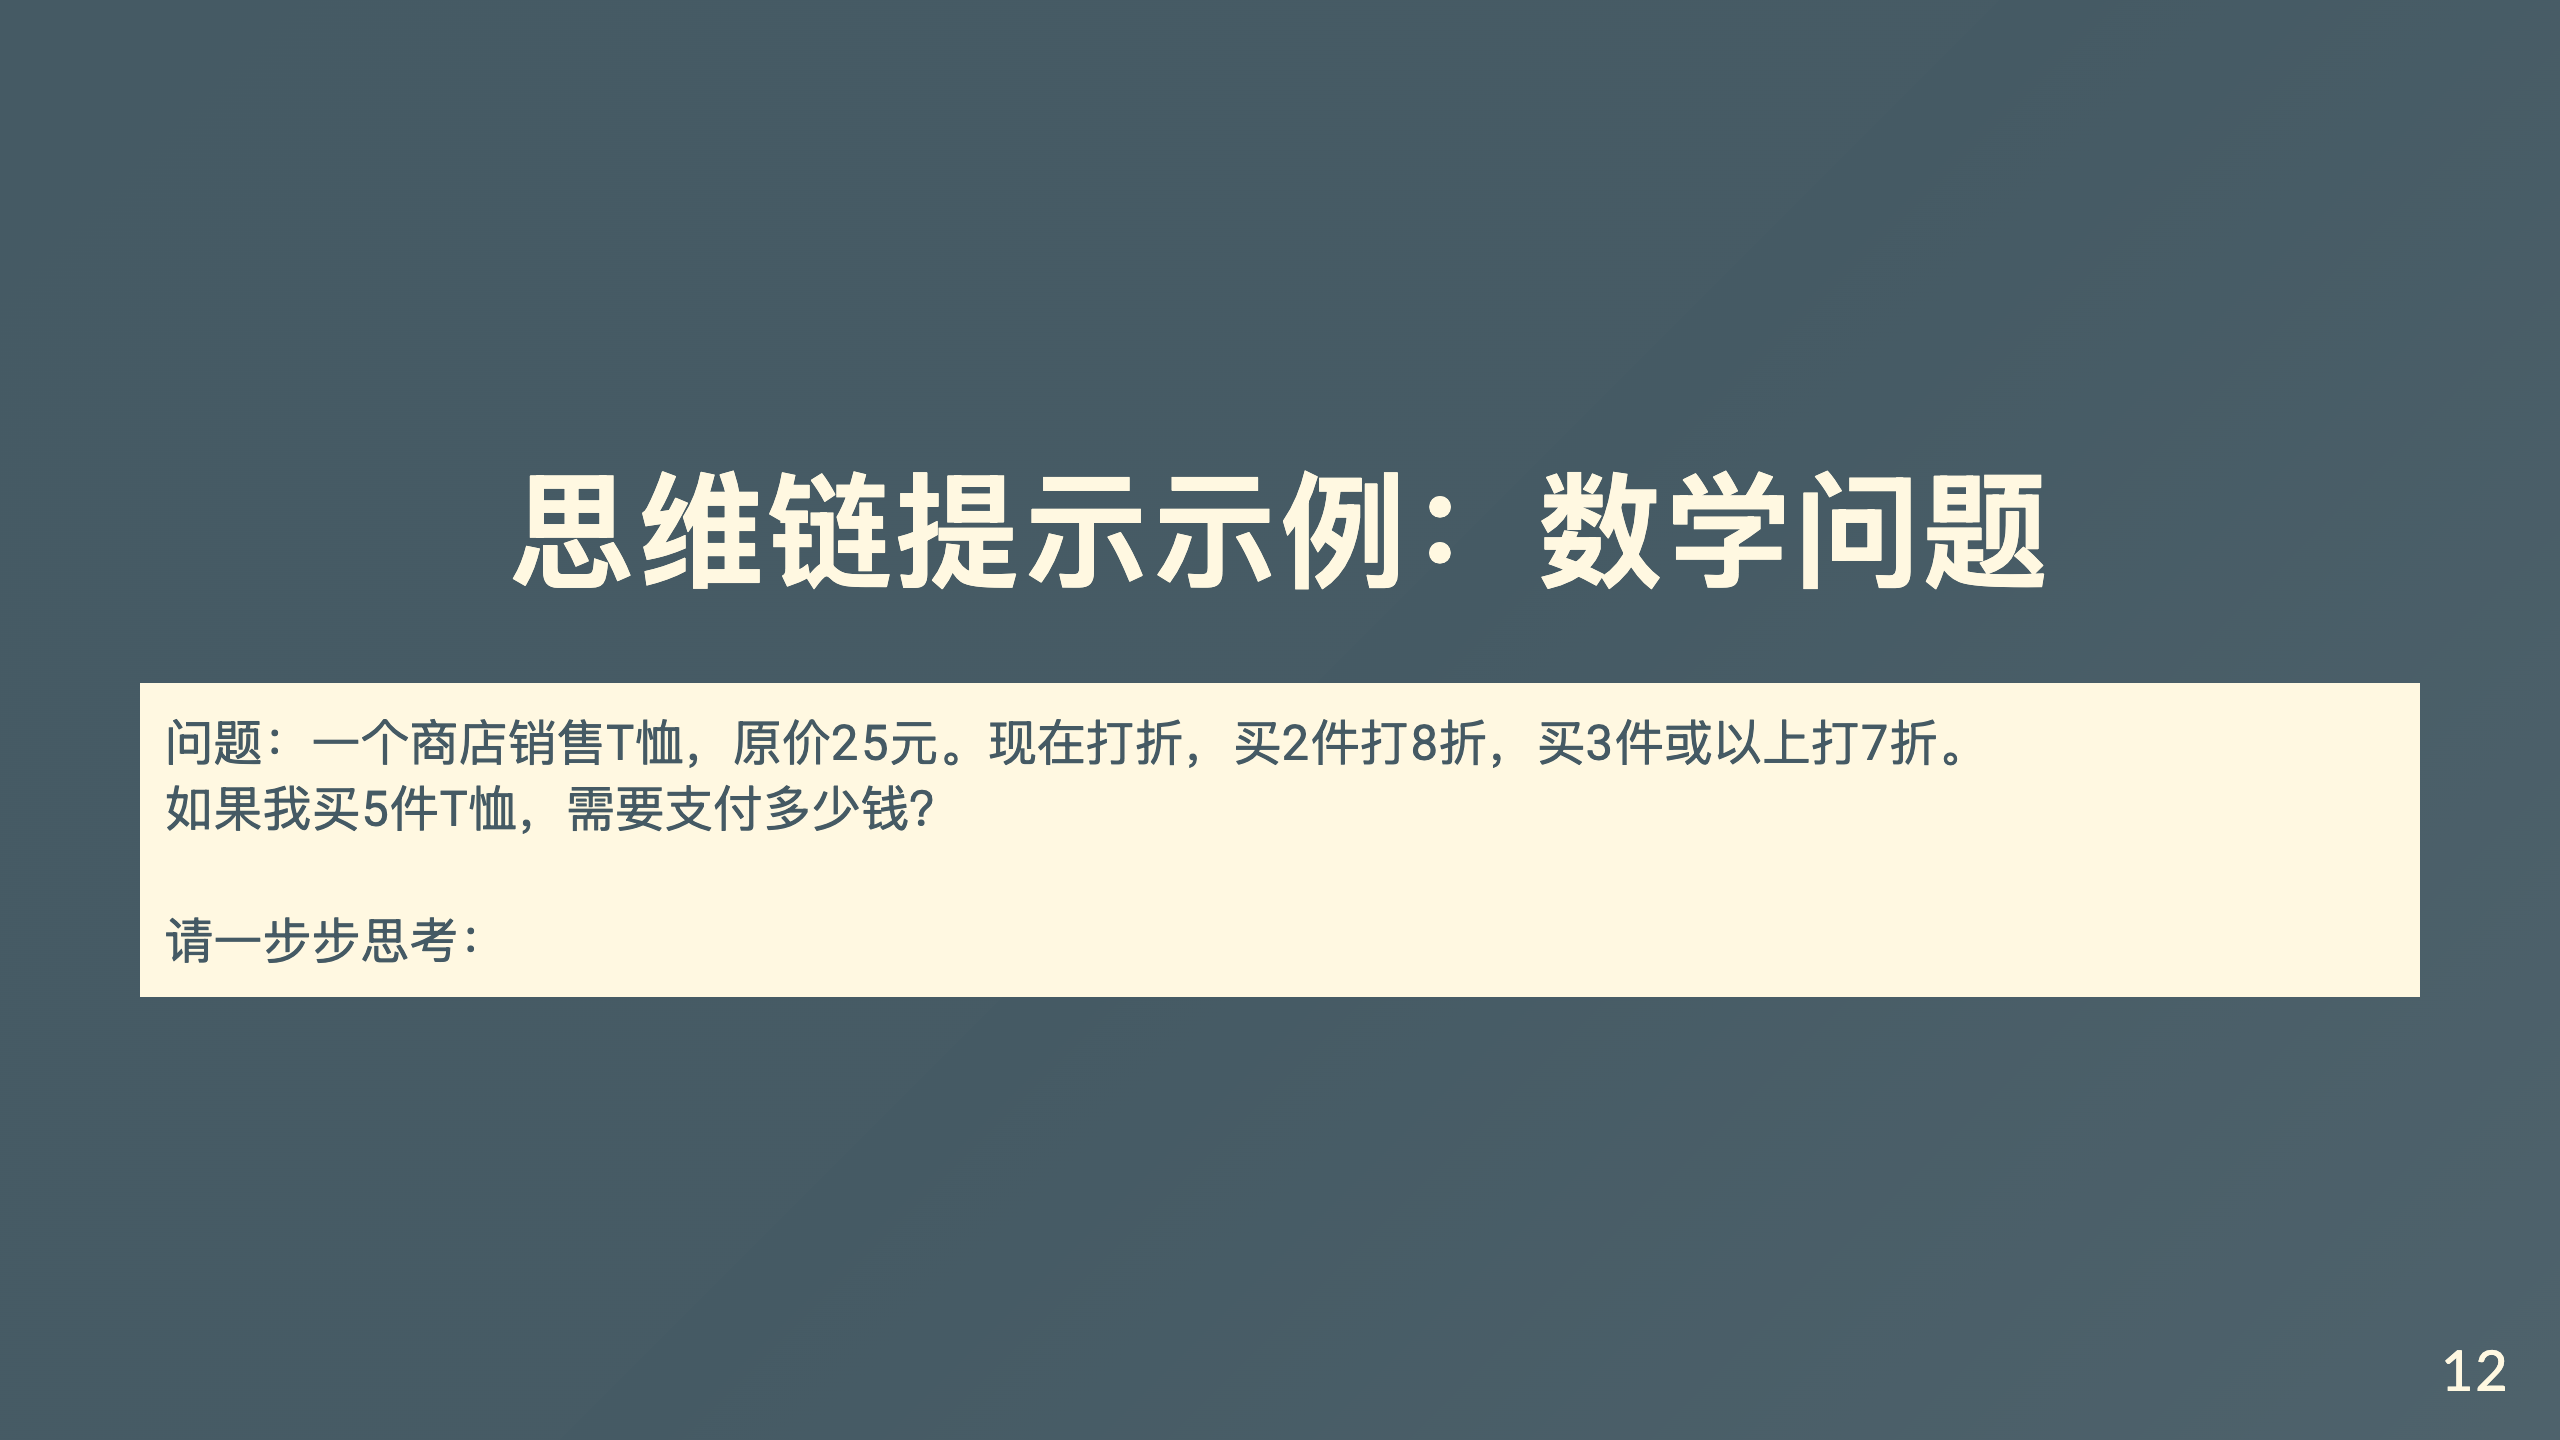 思维链提示示例：数学问题
问题：一个商店销售T恤，原价25元。现在打折，买2件打8折，买3件或以上打7折。
如果我买5件T恤，需要支付多少钱?
请一步步思考：
12